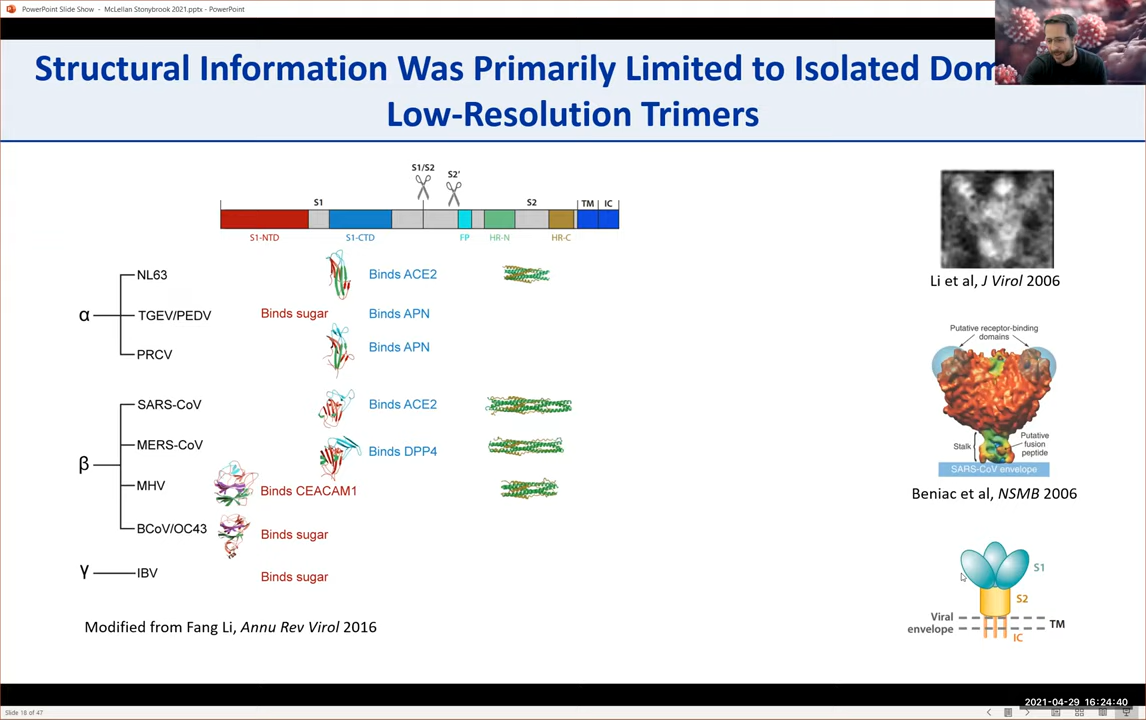 PowerPoint Slide Show - McLellan Stonybrook 2021.pptx - PowerPoint
Structural Information Was Primarily Limited to Isolated
Low-Resolution Trimers
S1/S2
S2'
S1
S2
TM
IC
S1-NTD
S1-CTD
FP
HR-N
HR-C
α
NL63
Binds ACE2
TGEV/PEDV
Binds sugar
Binds APN
PRCV
Binds APN
β
SARS-CoV
Binds ACE2
MERS-CoV
Binds DPP4
MHV
Binds CEACAM1
BCoV/OC43
Binds sugar
γ
IBV
Binds sugar
Modified from Fang Li, Annu Rev Virol 2016
Li et al, J Virol 2006
Putative receptor-binding
domains
Stalk
Putative
fusion
peptide
SARS-CoV envelope
Beniac et al, NSMB 2006
S1
S2
Viral
envelope
TM
IC
2021-04-29 16:24:40
Slide 18 of 47